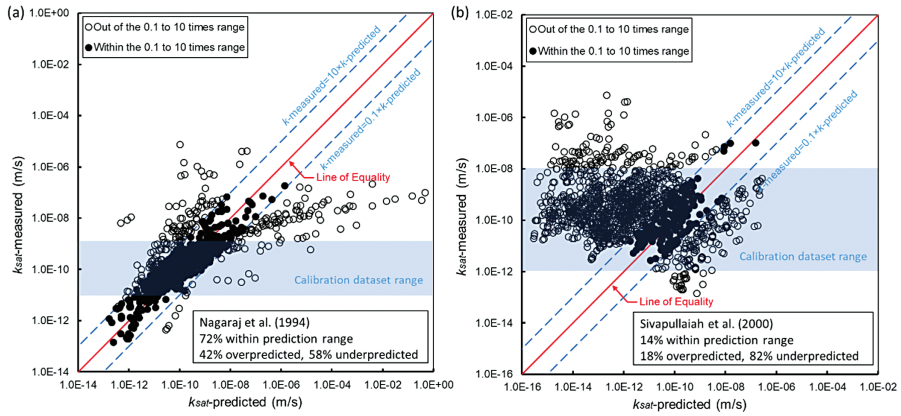 (a)
Out of the 0.1 to 10 times range
Within the 0.1 to 10 times range
k-measured=10×k-predicted
k-measured=0.1×k-predicted
Line of Equality
Calibration dataset range
Nagaraj et al. (1994)
72% within prediction range
42% overpredicted, 58% underpredicted
ksat-measured (m/s)
1.0E+00
1.0E-02
1.0E-04
1.0E-06
1.0E-08
1.0E-10
1.0E-12
1.0E-14
1.0E-14 1.0E-12 1.0E-10 1.0E-08 1.0E-06 1.0E-04 1.0E-02 1.0E+00
ksat-predicted (m/s)
(b)
Out of the 0.1 to 10 times range
Within the 0.1 to 10 times range
k-measured=10×k-predicted
k-measured=0.1×k-predicted
Calibration dataset range
Line of Equality
Sivapullaiah et al. (2000)
14% within prediction range
18% overpredicted, 82% underpredicted
ksat-measured (m/s)
1.0E-02
1.0E-04
1.0E-06
1.0E-08
1.0E-10
1.0E-12
1.0E-14
1.0E-16
1.0E-16 1.0E-14 1.0E-12 1.0E-10 1.0E-08 1.0E-06 1.0E-04 1.0E-02
ksat-predicted (m/s)